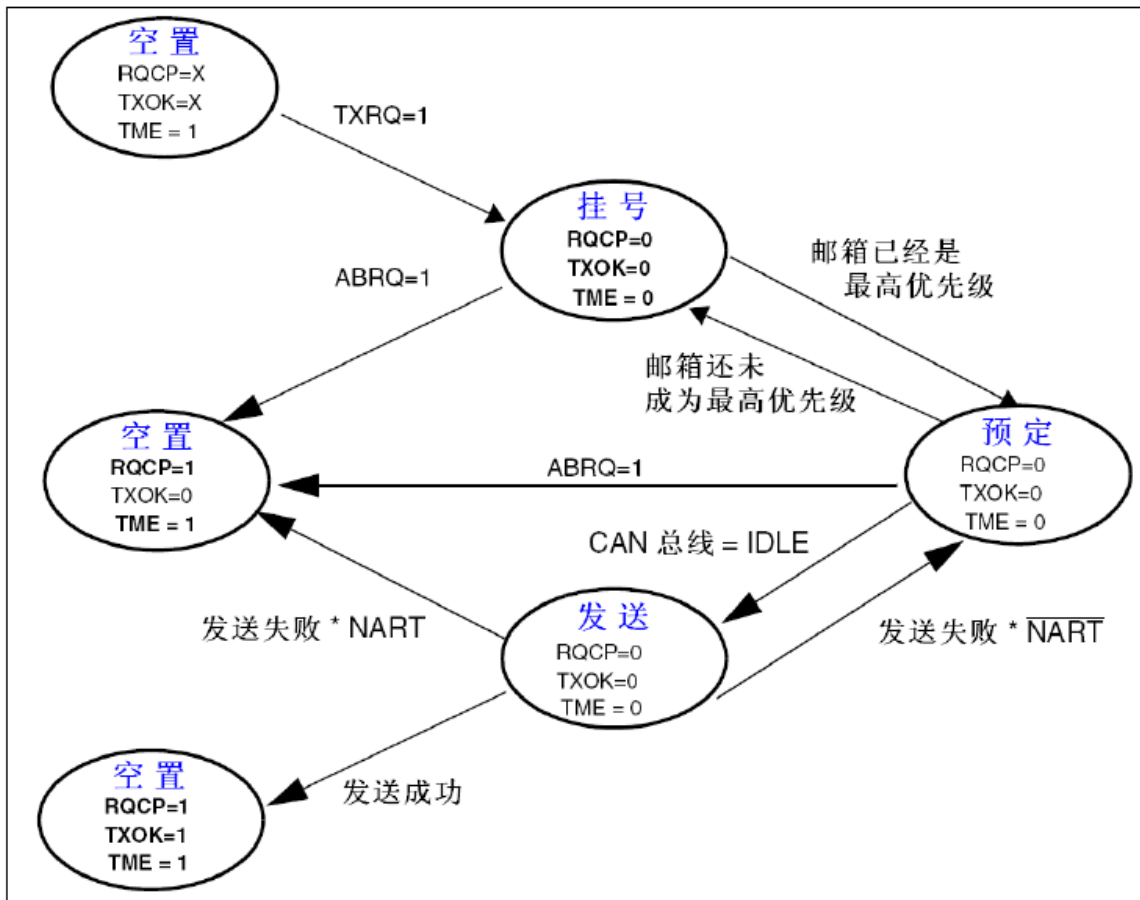 空置
RQCP=X
TXOK=X
TME = 1
TXRQ=1
挂号
RQCP=0
TXOK=0
TME = 0
ABRQ=1
邮箱已经是
最高优先级
邮箱还未
成为最高优先级
空置
RQCP=1
TXOK=0
TME = 1
ABRQ=1
预定
RQCP=0
TXOK=0
TME = 0
CAN 总线 = IDLE
发送失败 * NART
发送
RQCP=0
TXOK=0
TME = 0
发送失败 * N̅A̅R̅T̅
发送成功
空置
RQCP=1
TXOK=1
TME = 1